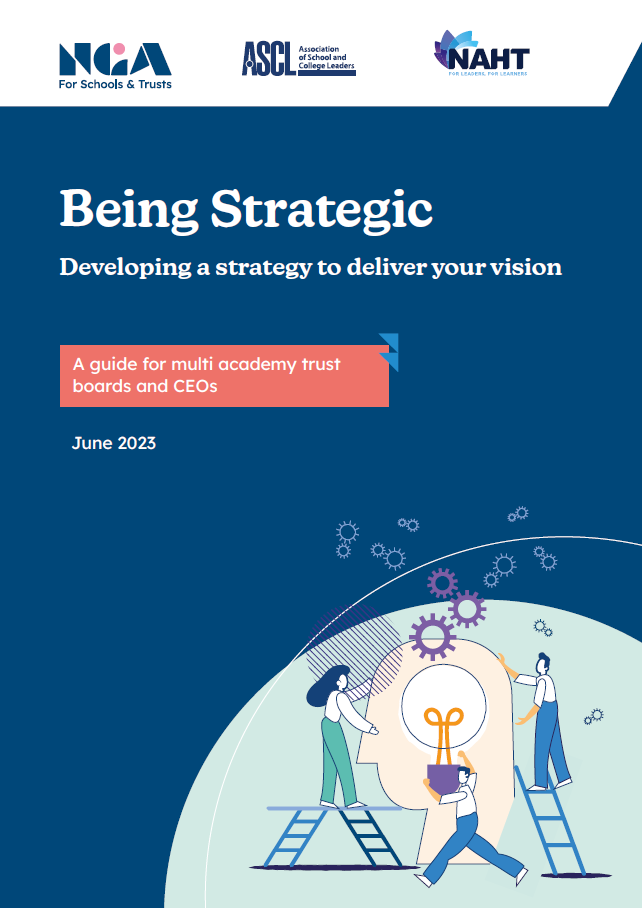 NGA
For Schools & Trusts
ASCL
Association
of School and
College Leaders
NAHT
FOR LEADERS, FOR LEARNERS
Being Strategic
Developing a strategy to deliver your vision
A guide for multi academy trust
boards and CEOs
June 2023